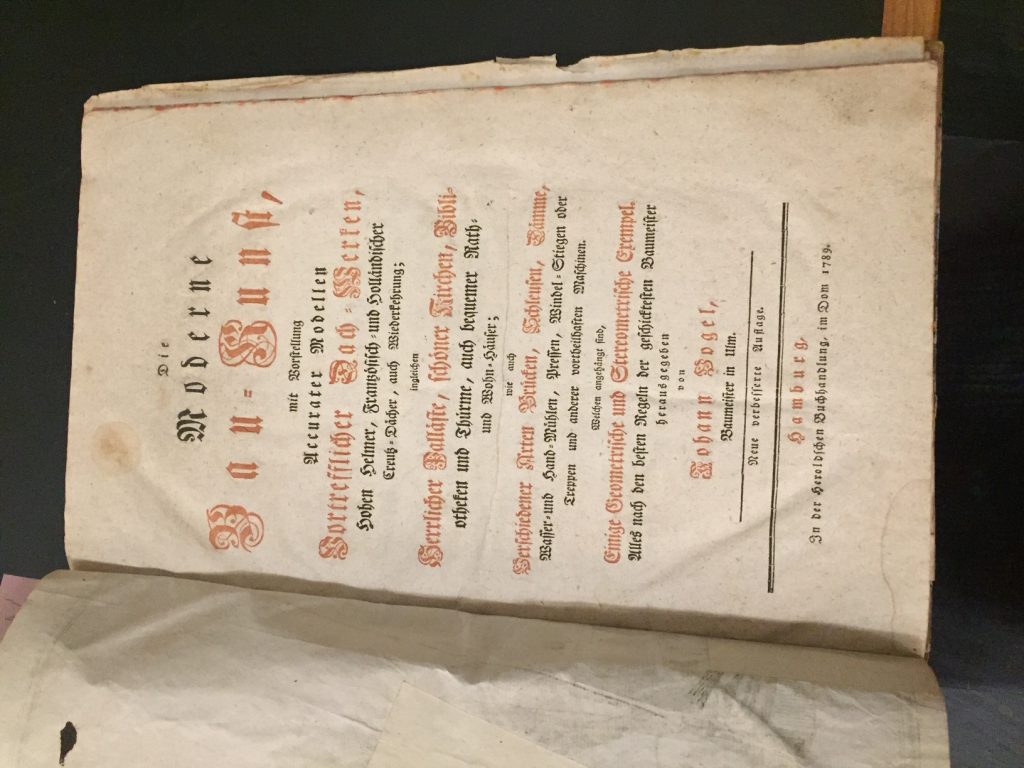 Die
Moderne
Bau=Kunst,
mit Vorstellung
Accurater Modellen
Vortrefflicher Dach=Werken,
Hohen Helmer, Frantzösisch=und Holländischer
Creutz=Dächer, auch Wiederkehrung;
ingleichen
Herrlicher Palläste, schöner Kirchen, Bibli=
otheken und Thürme, auch bequemer Rath=
und Wohn=Häuser;
wie auch
Verschiedener Arten Brücken, Schleusen, Dämme,
Wasser=und Hand=Mühlen, Pressen, Windel=Stiegen oder
Treppen und anderer vortheilhaften Maschinen.
Welchen angehängt sind,
Einige Geometrische und Stereometrische Exempel.
Alles nach den besten Regeln der geschicktesten Baumeister
herausgegeben
von
Johann Vogel,
Baumeister in Ulm.
Neue verbesserte Auflage.
Hamburg,
In der Heroldschen Buchhandlung, im Dom 1789.